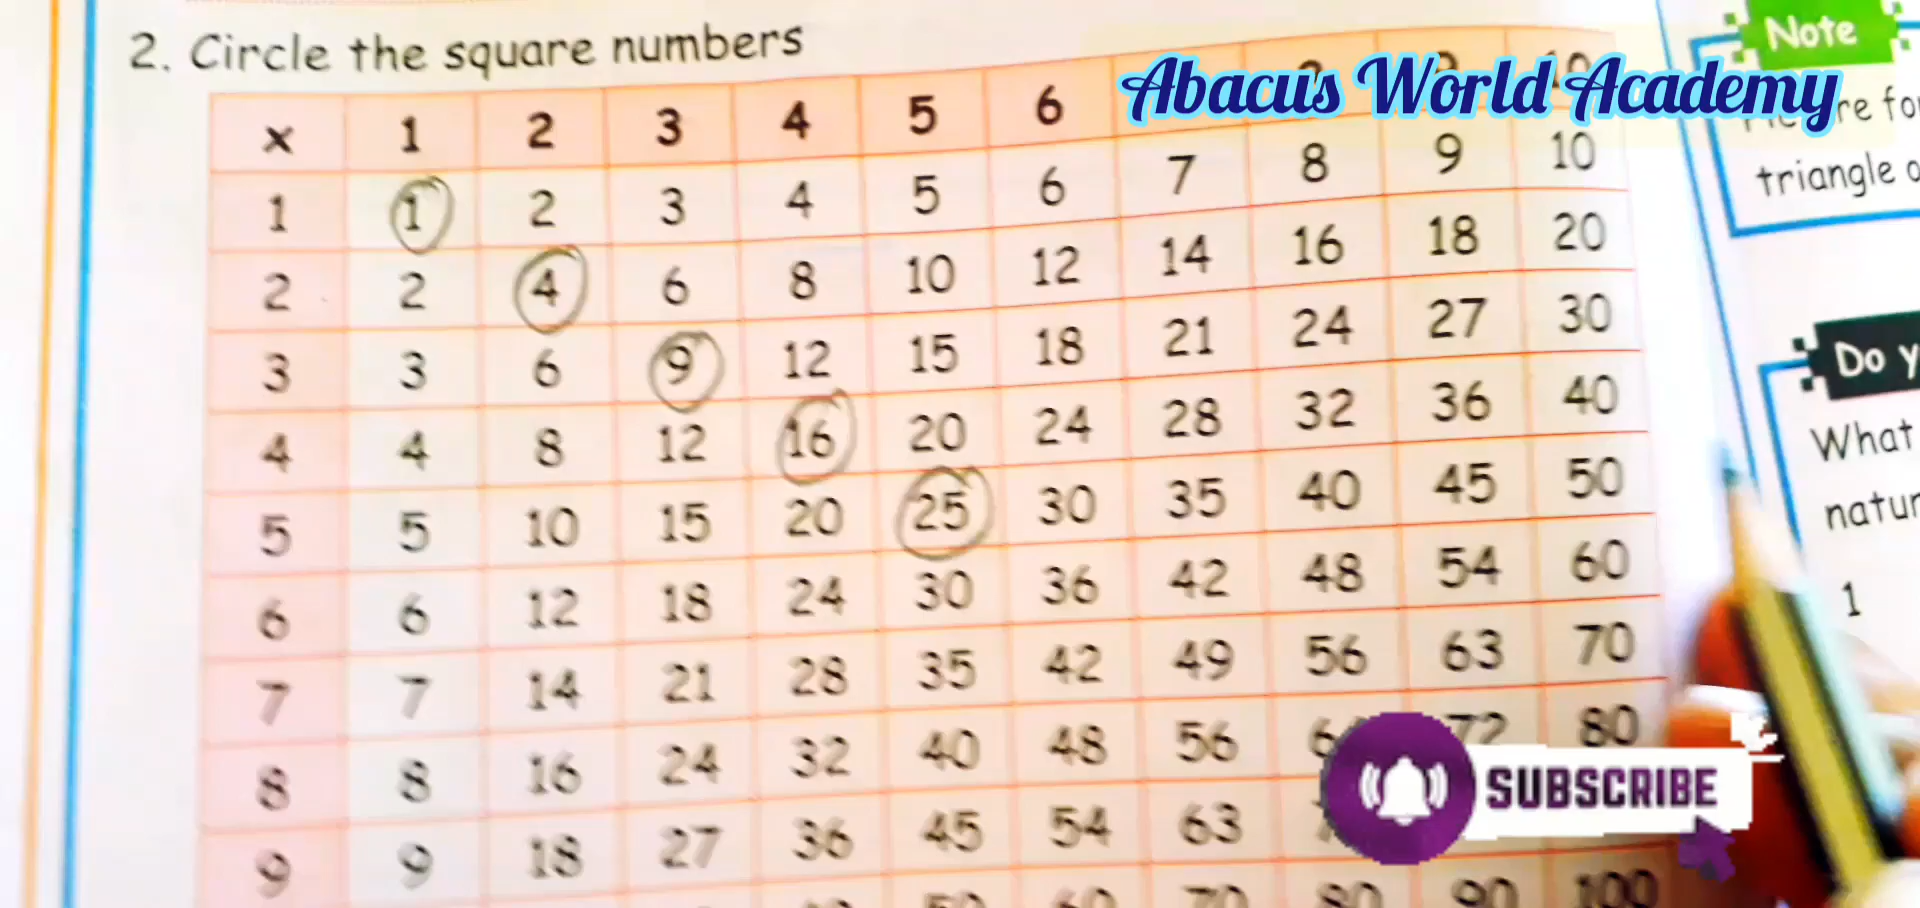 2. Circle the square numbers
Abacus World Academy
x 1 2 3 4 5 6
1 1 2 3 4 5 6 7 8 9 10
2 2 4 6 8 10 12 14 16 18 20
3 3 6 9 12 15 18 21 24 27 30
4 4 8 12 16 20 24 28 32 36 40
5 5 10 15 20 25 30 35 40 45 50
6 6 12 18 24 30 36 42 48 54 60
7 7 14 21 28 35 42 49 56 63 70
8 8 16 24 32 40 48 56 72 80
9 9 18 27 36 45 54 63
60 70 80 90 100
SUBSCRIBE
Note
triangle
Do
What
1